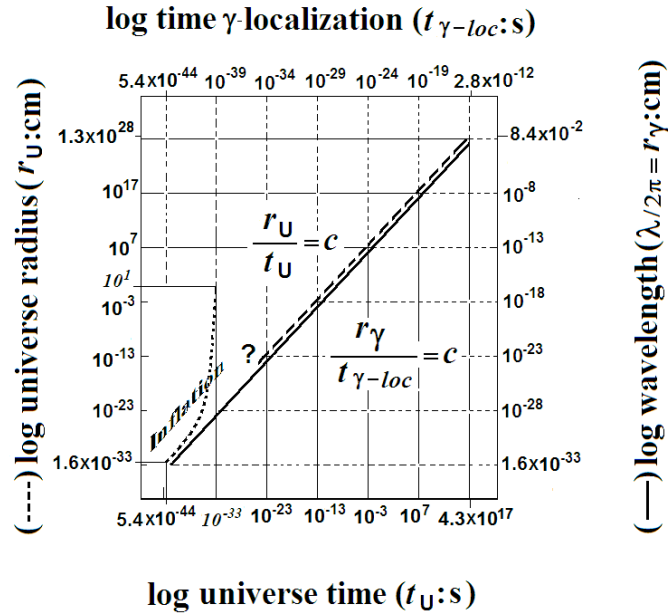 log time γ-localization (tγ−loc:s)
5.4x10-44 10-39 10-34 10-29 10-24 10-19 2.8x10-12
(----) log universe radius (rU:cm)
1.3x1028
1017
107
101
10-3
10-13
10-23
1.6x10-33
rU/tU = c
rγ/tγ−loc = c
?
Inflation
8.4x10-2
10-8
10-13
10-18
10-23
10-28
1.6x10-33
(—) log wavelength (λ/2π = rγ:cm)
5.4x10-44 10-33 10-23 10-13 10-3 107 4.3x1017
log universe time (tU:s)